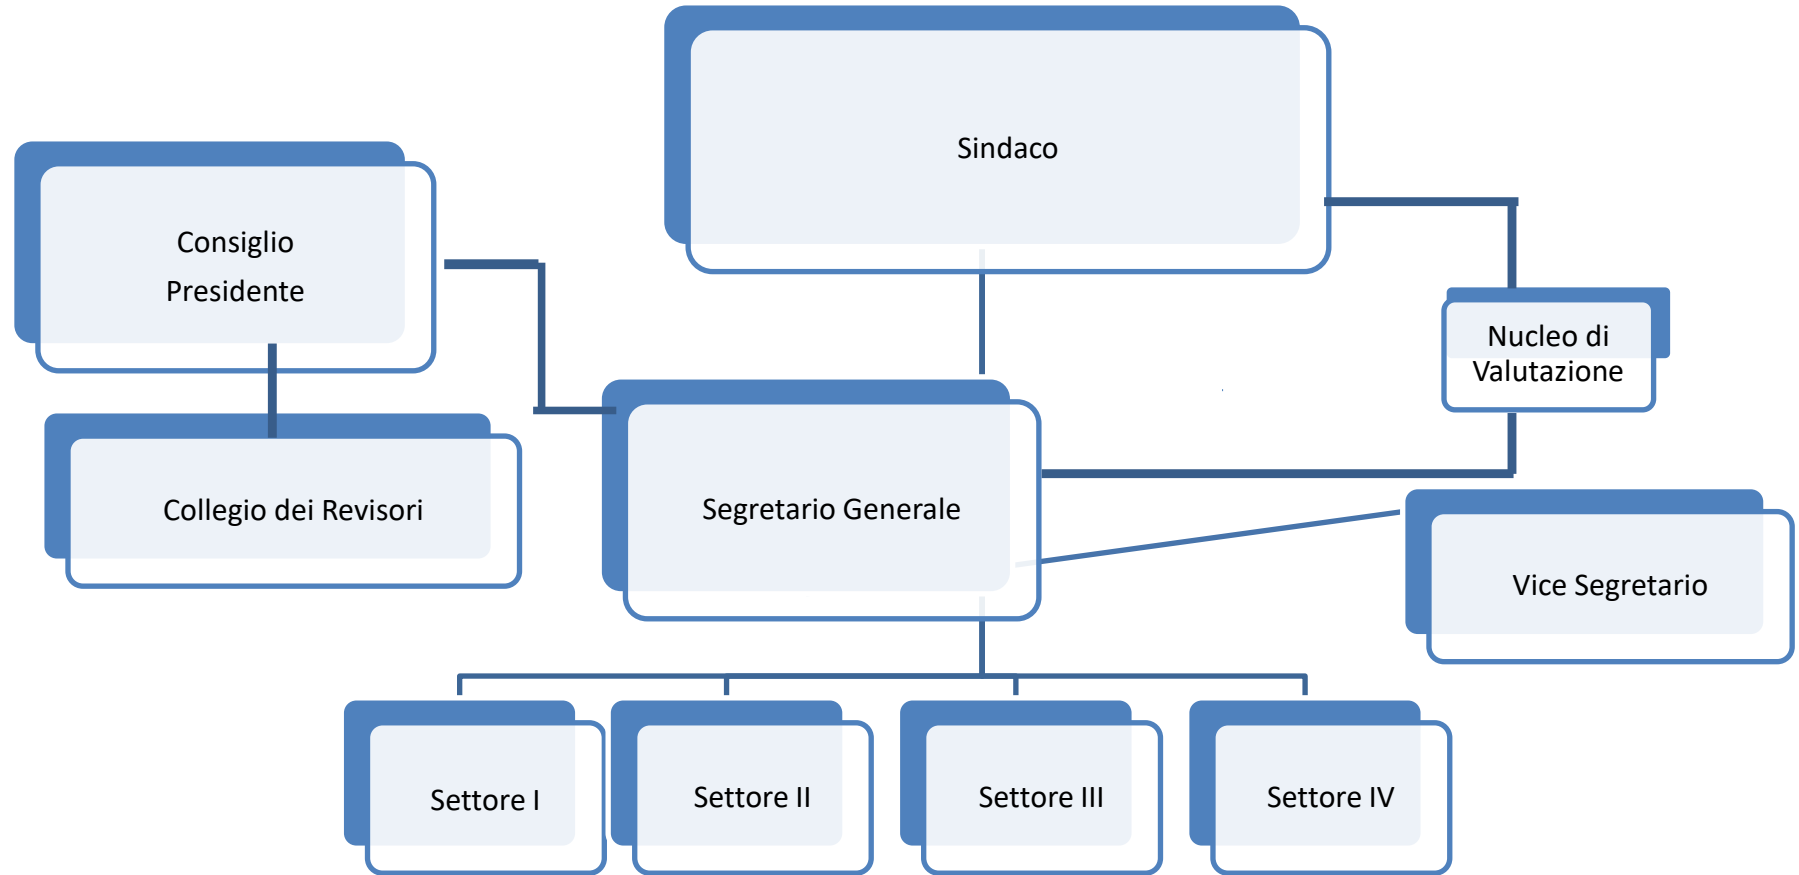 Sindaco
Consiglio
Presidente
Nucleo di
Valutazione
Collegio dei Revisori
Segretario Generale
Vice Segretario
Settore I
Settore II
Settore III
Settore IV